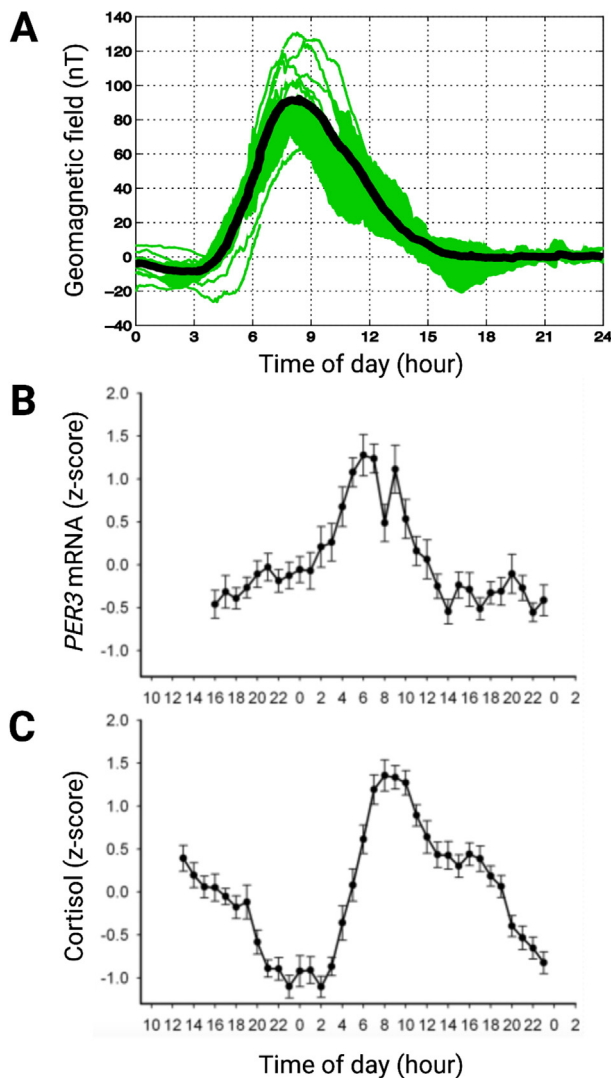 A
Geomagnetic field (nT)
140
120
100
80
60
40
20
0
−20
−40
0 3 6 9 12 15 18 21 24
Time of day (hour)
B
PER3 mRNA (z-score)
2.0
1.5
1.0
0.5
0.0
-0.5
-1.0
10 12 14 16 18 20 22 0 2 4 6 8 10 12 14 16 18 20 22 0 2
C
Cortisol (z-score)
2.0
1.5
1.0
0.5
0.0
-0.5
-1.0
10 12 14 16 18 20 22 0 2 4 6 8 10 12 14 16 18 20 22 0 2
Time of day (hour)